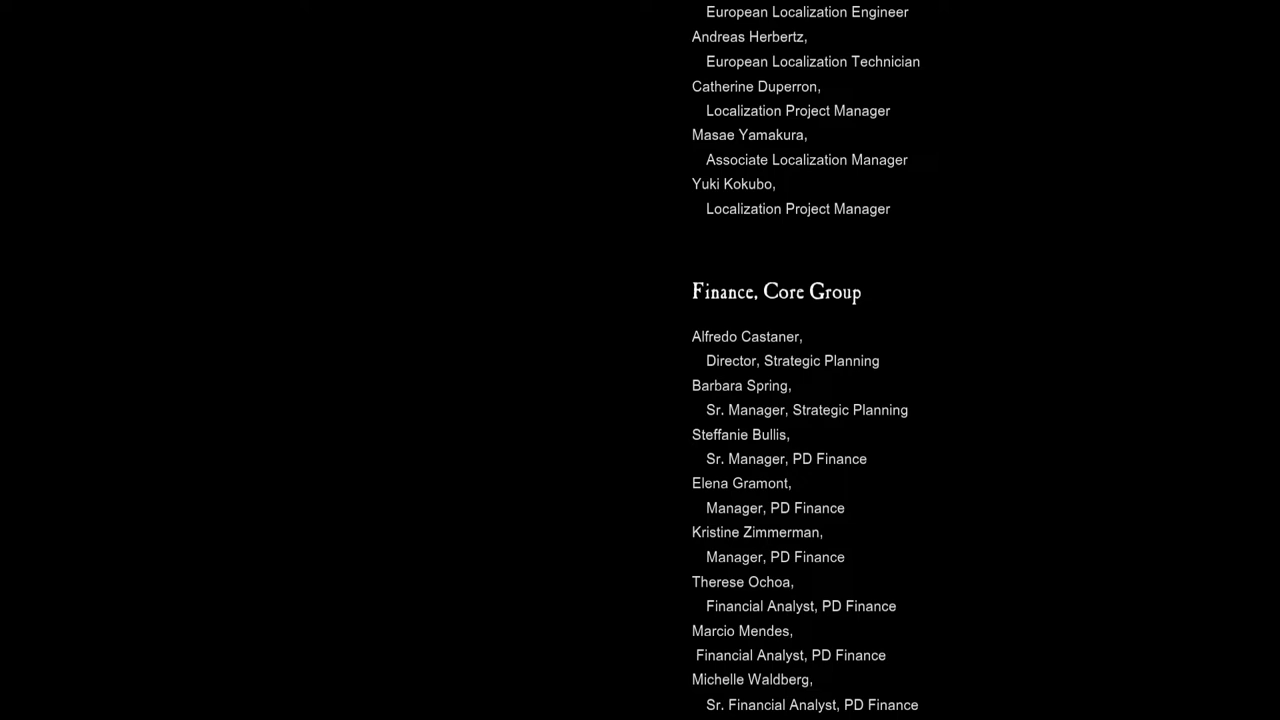 European Localization Engineer
Andreas Herbertz,
European Localization Technician
Catherine Duperron,
Localization Project Manager
Masae Yamakura,
Associate Localization Manager
Yuki Kokubo,
Localization Project Manager
Finance, Core Group
Alfredo Castaner,
Director, Strategic Planning
Barbara Spring,
Sr. Manager, Strategic Planning
Steffanie Bullis,
Sr. Manager, PD Finance
Elena Gramont,
Manager, PD Finance
Kristine Zimmerman,
Manager, PD Finance
Therese Ochoa,
Financial Analyst, PD Finance
Marcio Mendes,
Financial Analyst, PD Finance
Michelle Waldberg,
Sr. Financial Analyst, PD Finance